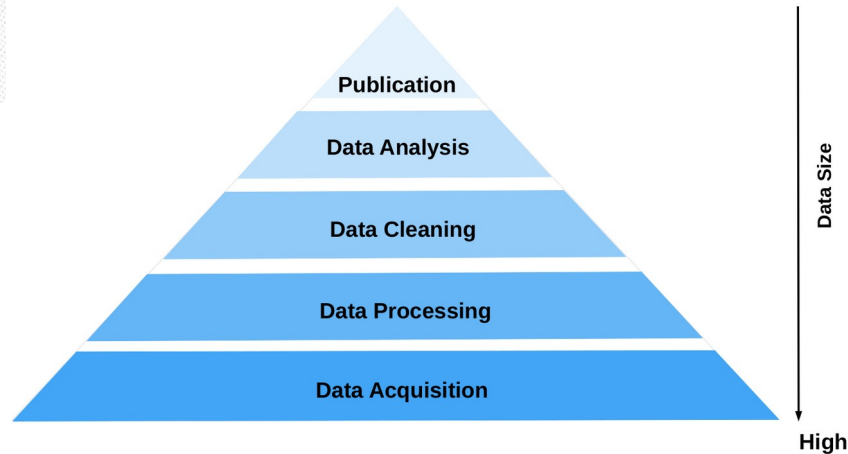 Publication
Data Analysis
Data Cleaning
Data Processing
Data Acquisition
Data Size
High